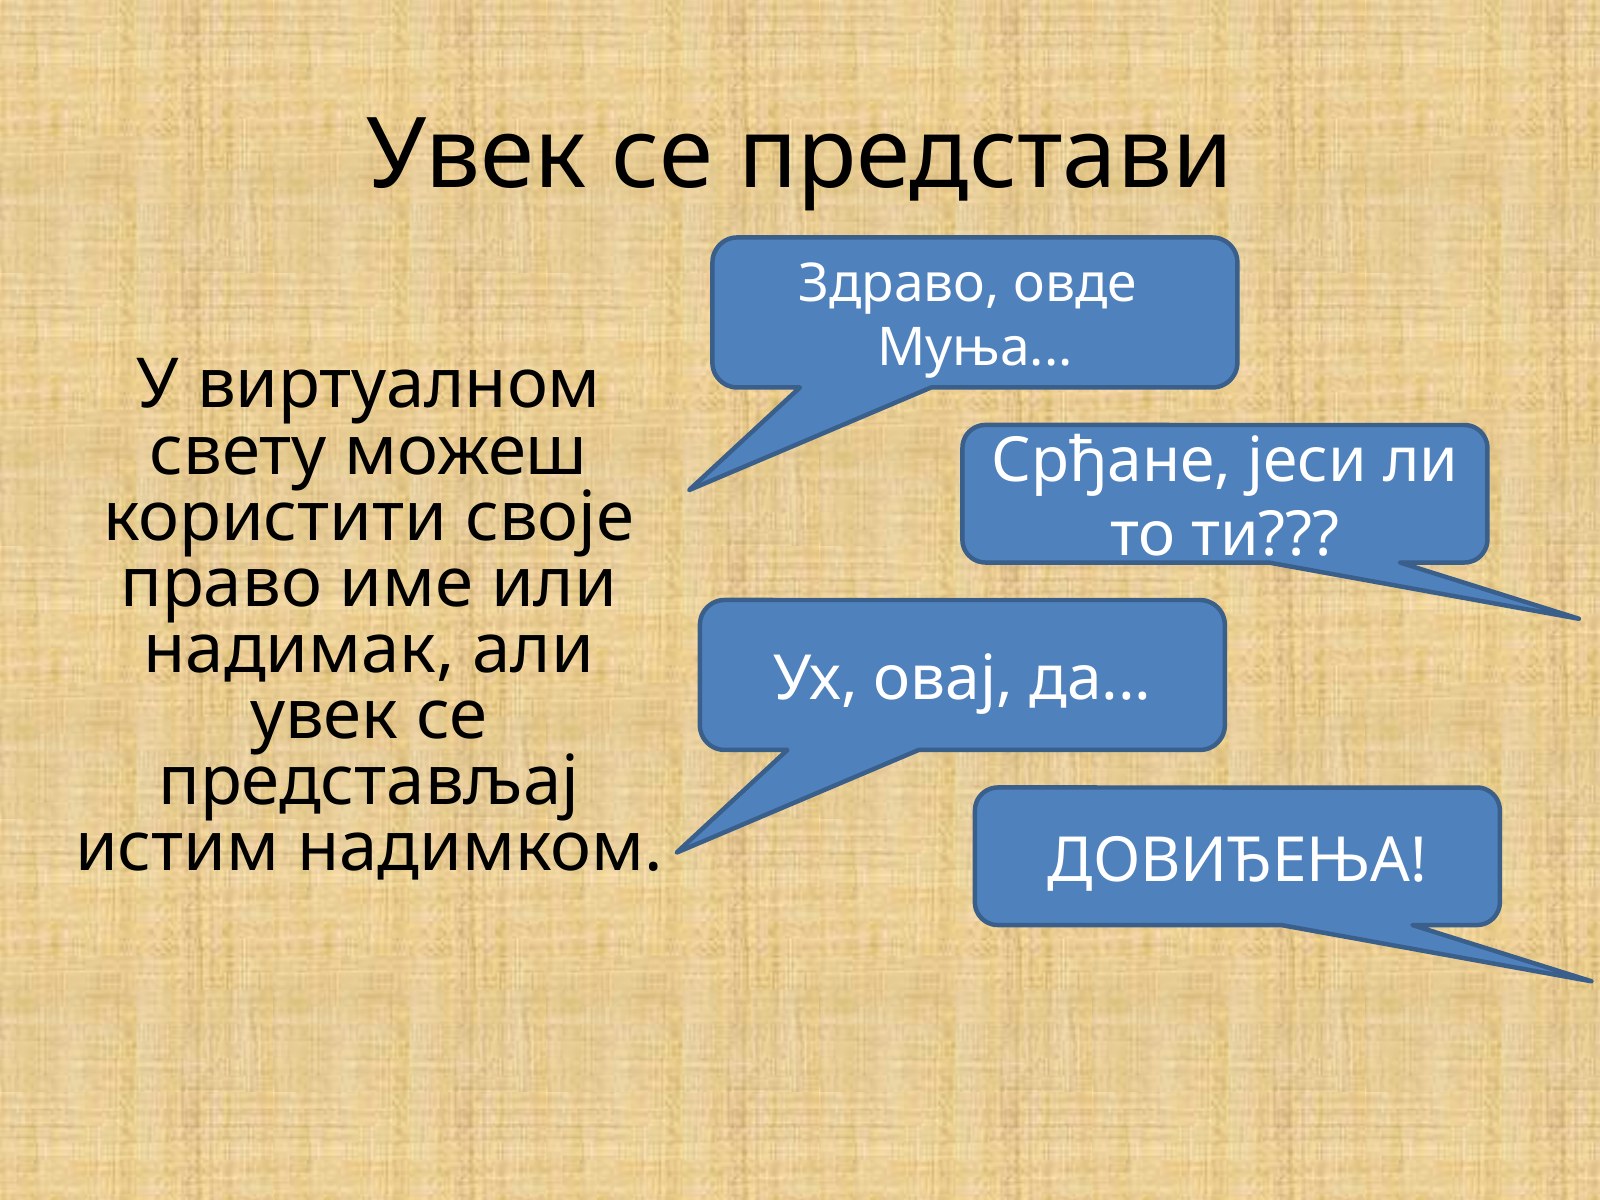 Увек се представи
У виртуалном
свету можеш
користити своје
право име или
надимак, али
увек се
представљај
истим надимком.
Здраво, овде
Муња...
Срђане, јеси ли
то ти???
Ух, овај, да...
ДОВИЂЕЊА!